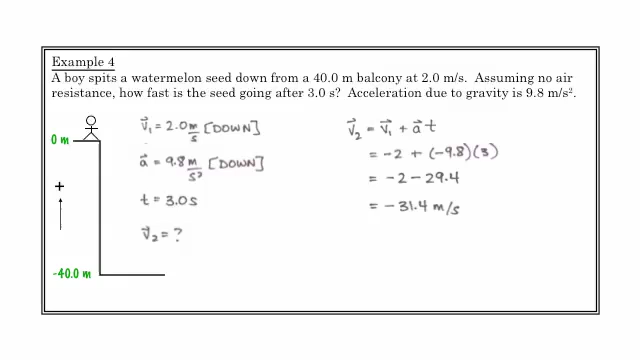 Example 4
A boy spits a watermelon seed down from a 40.0 m balcony at 2.0 m/s. Assuming no air
resistance, how fast is the seed going after 3.0 s? Acceleration due to gravity is 9.8 m/s².
0 m
+
-40.0 m
v⃗₁ = 2.0 m/s [DOWN]
a⃗ = 9.8 m/s² [DOWN]
t = 3.0 s
v⃗₂ = ?
v⃗₂ = v⃗₁ + a⃗ t
= -2 + (-9.8)(3)
= -2 - 29.4
= -31.4 m/s